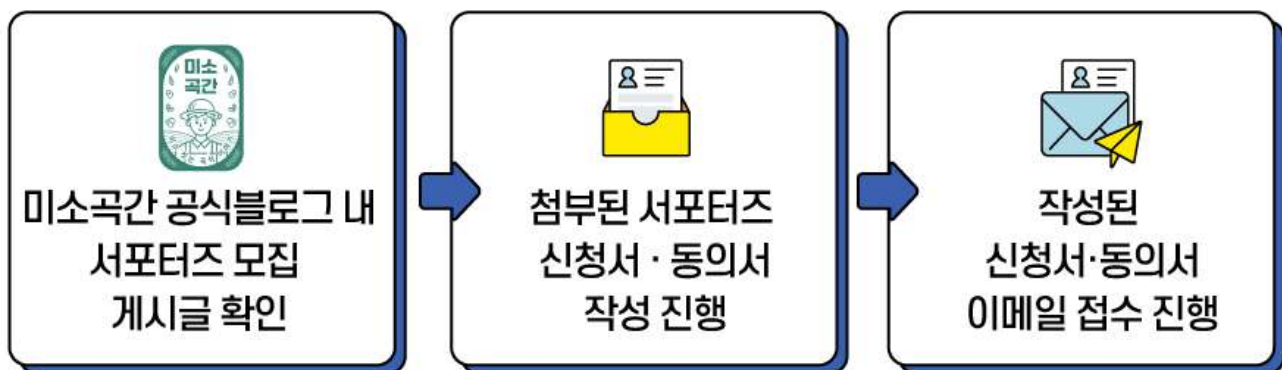 미소
곡간
미소곡간 공식블로그 내
서포터즈 모집
게시글 확인
첨부된 서포터즈
신청서 · 동의서
작성 진행
작성된
신청서·동의서
이메일 접수 진행